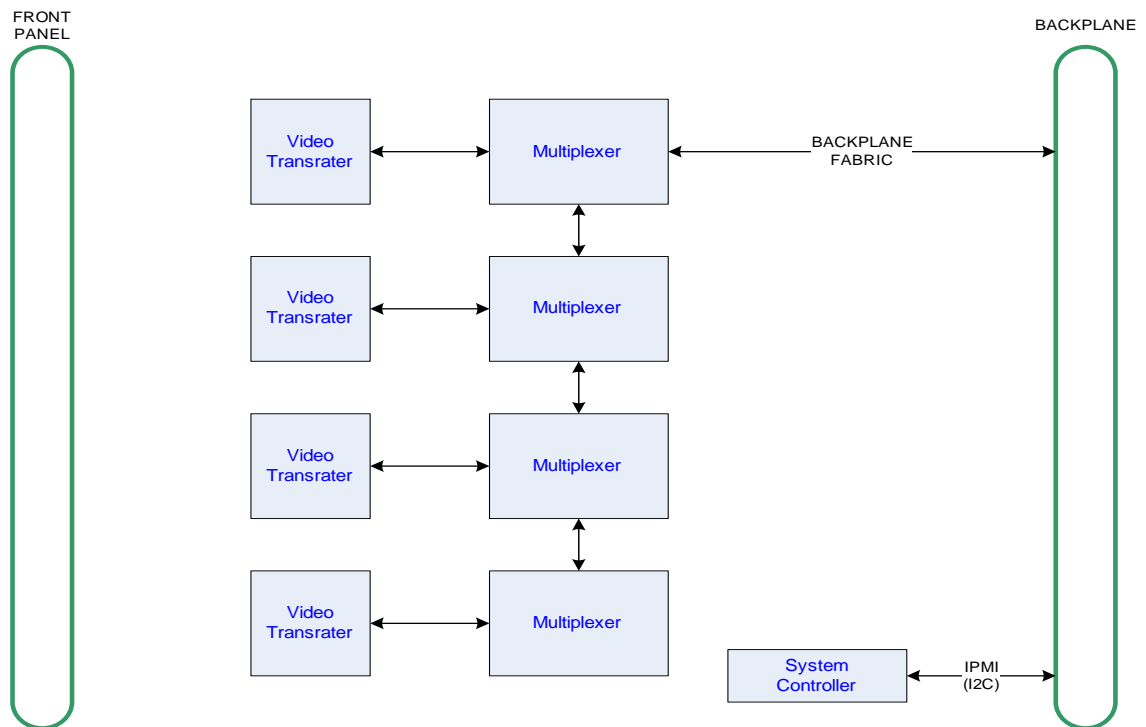 FRONT
PANEL
BACKPLANE
Video
Transrater
Multiplexer
BACKPLANE
FABRIC
Video
Transrater
Multiplexer
Video
Transrater
Multiplexer
Video
Transrater
Multiplexer
System
Controller
IPMI
(I2C)